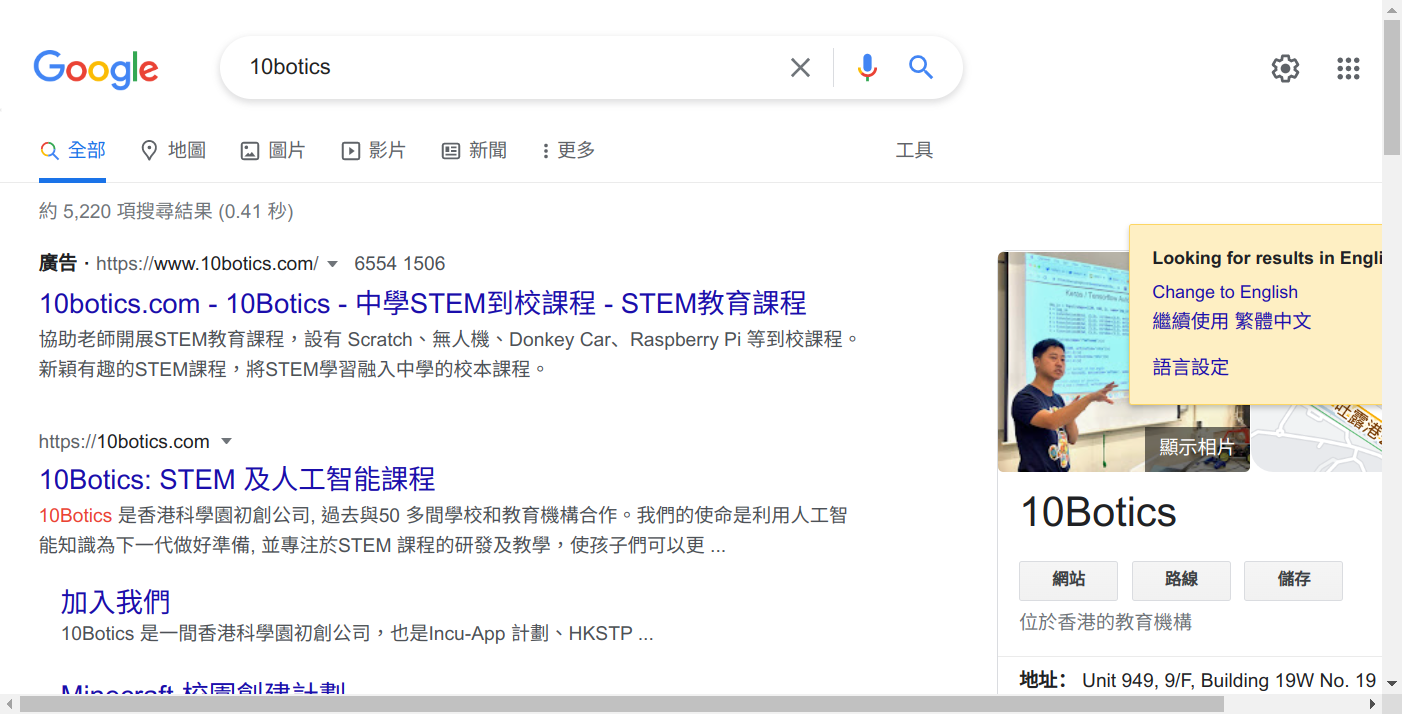 Google
10botics
全部
地圖
圖片
影片
新聞
更多
工具
約 5,220 項搜尋結果 (0.41 秒)
廣告 · https://www.10botics.com/ 6554 1506
10botics.com - 10Botics - 中學STEM到校課程 - STEM教育課程
協助老師開展STEM教育課程，設有 Scratch、無人機、Donkey Car、Raspberry Pi 等到校課程。
新穎有趣的STEM課程，將STEM學習融入中學的校本課程。
https://10botics.com
10Botics: STEM 及人工智能課程
10Botics 是香港科學園初創公司, 過去與50 多間學校和教育機構合作。我們的使命是利用人工智
能知識為下一代做好準備, 並專注於STEM 課程的研發及教學，使孩子們可以更 ...
加入我們
10Botics 是一間香港科學園初創公司，也是Incu-App 計劃、HKSTP ...
Minecraft 校園創建計劃
Looking for results in Engli
Change to English
繼續使用 繁體中文
語言設定
吐露港公
顯示相片
10Botics
網站
路線
儲存
位於香港的教育機構
地址： Unit 949, 9/F, Building 19W No. 19